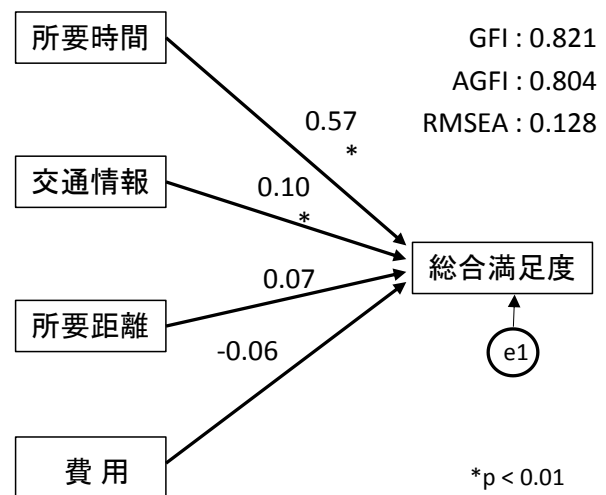 所要時間
GFI : 0.821
AGFI : 0.804
RMSEA : 0.128
0.57
*
交通情報
0.10
*
総合満足度
0.07
所要距離
-0.06
e1
費 用
*p < 0.01